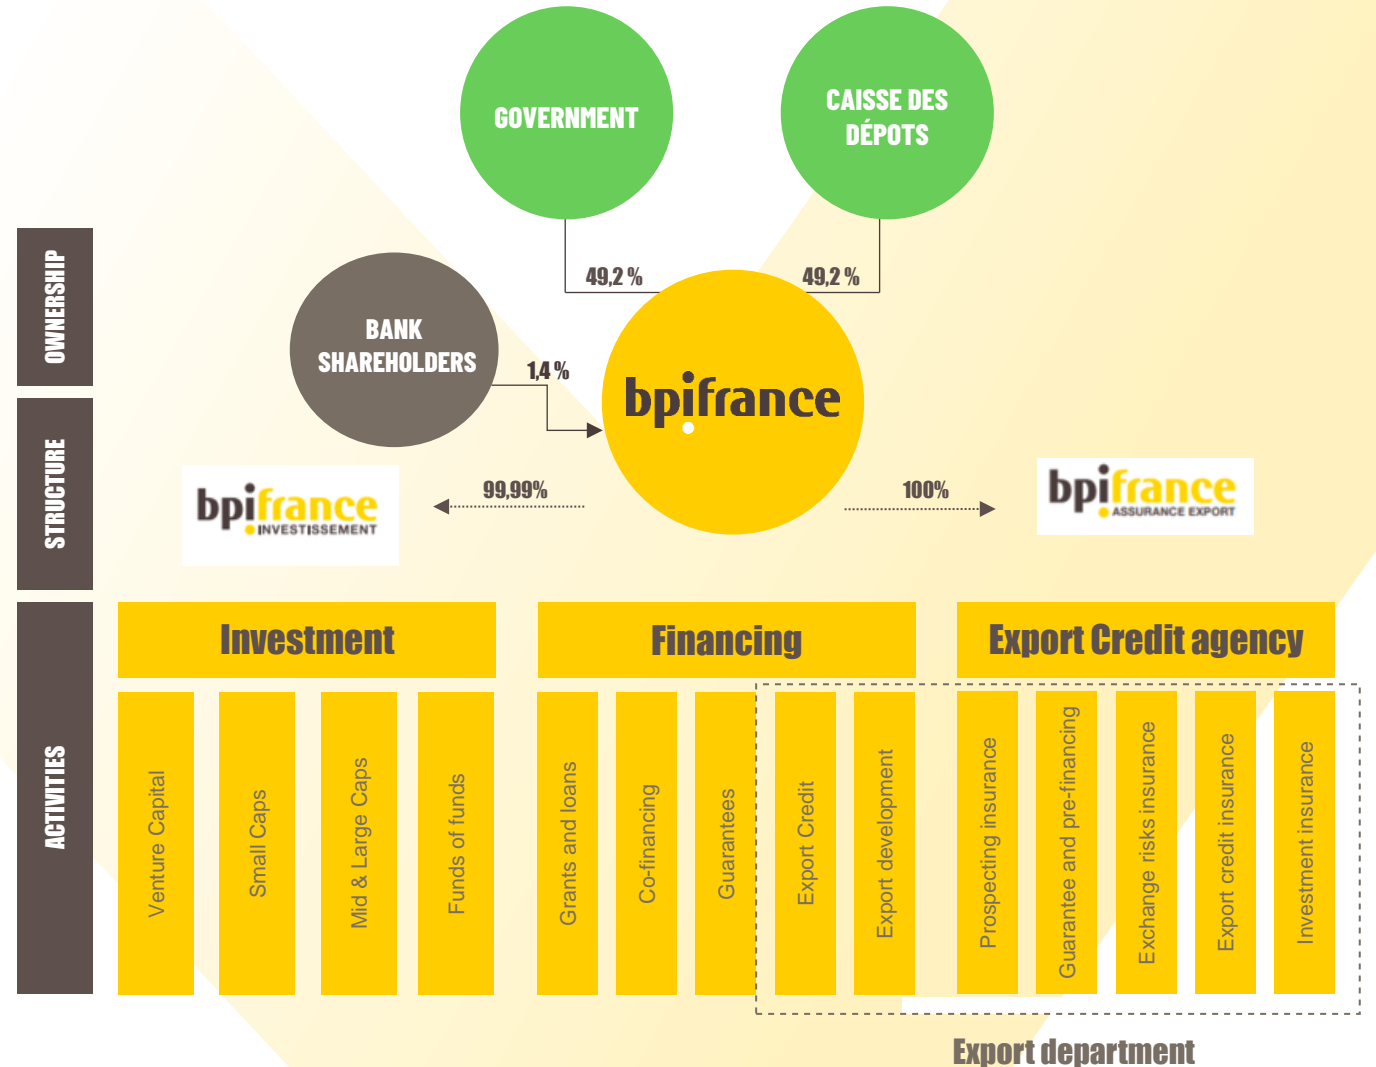 GOVERNMENT
CAISSE DES
DÉPOTS
OWNERSHIP
49,2 %
49,2 %
BANK
SHAREHOLDERS
1,4 %
bpifrance
STRUCTURE
99,99%
100%
bpifrance
INVESTISSEMENT
bpifrance
ASSURANCE EXPORT
ACTIVITIES
Investment
Financing
Export Credit agency
Venture Capital
Small Caps
Mid & Large Caps
Funds of funds
Grants and loans
Co-financing
Guarantees
Export Credit
Export development
Prospecting insurance
Guarantee and pre-financing
Exchange risks insurance
Export credit insurance
Investment insurance
Export department